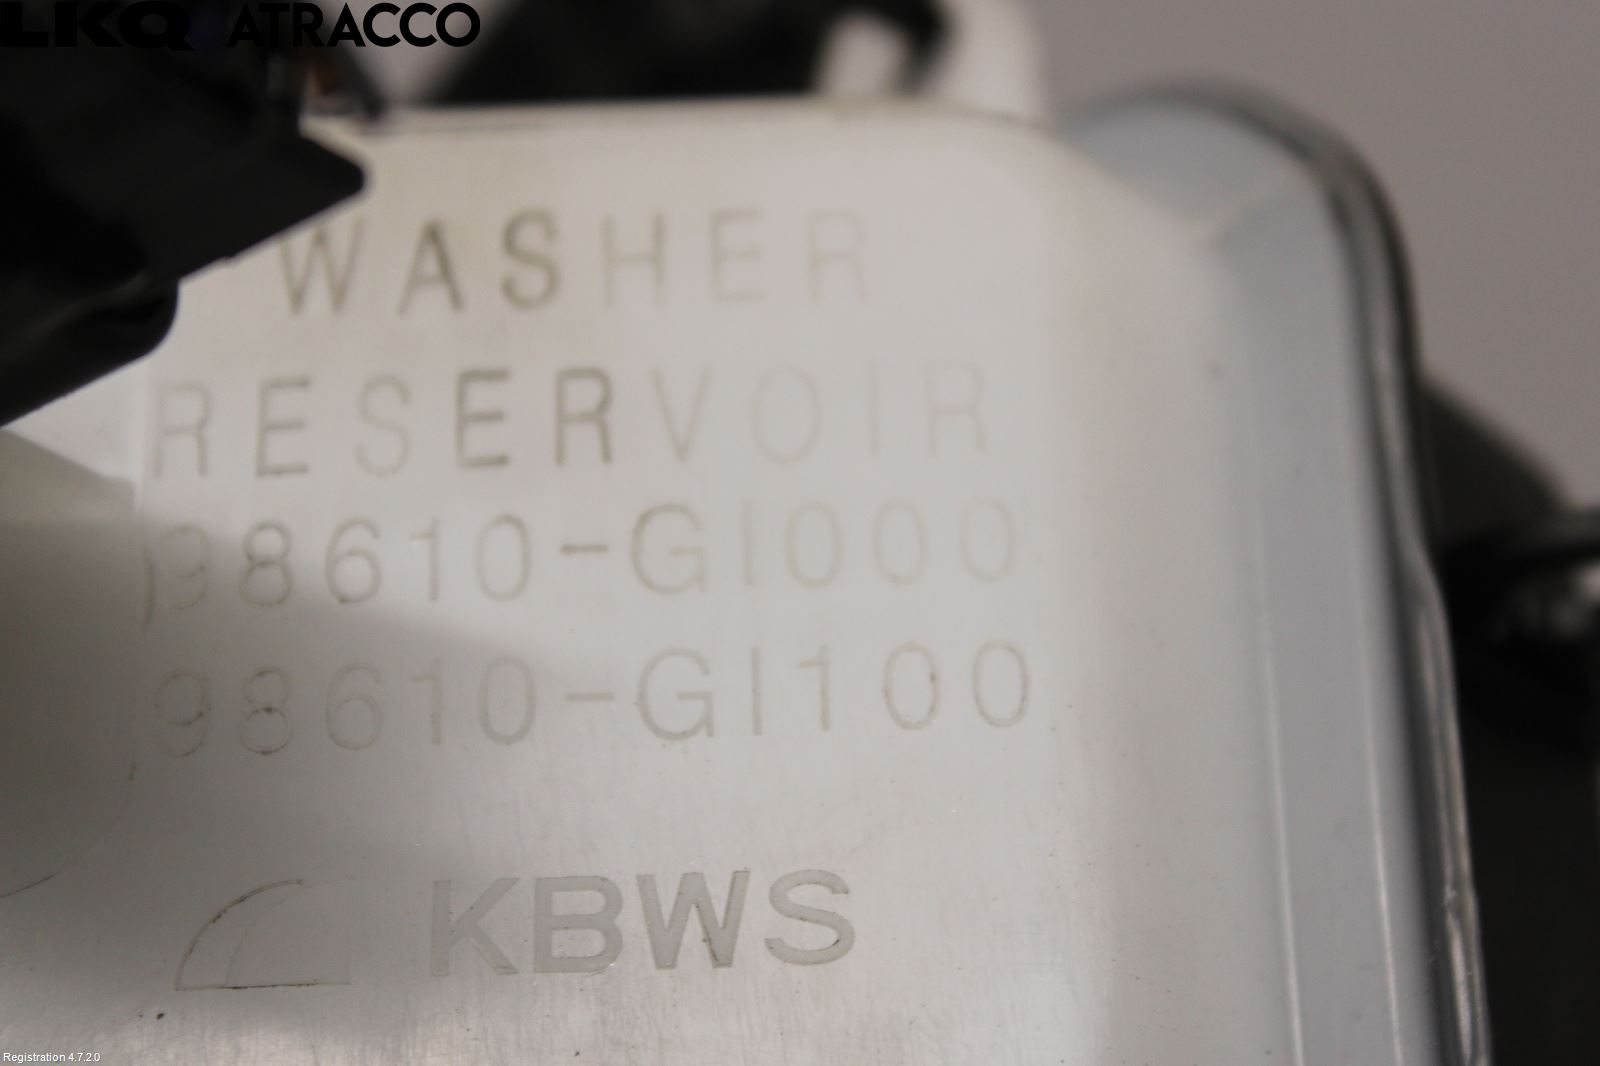 LKQ ATRACCO
WASHER
RESERVOIR
98610-GI000
98610-GI100
KBWS
Registration 4.7.2.0